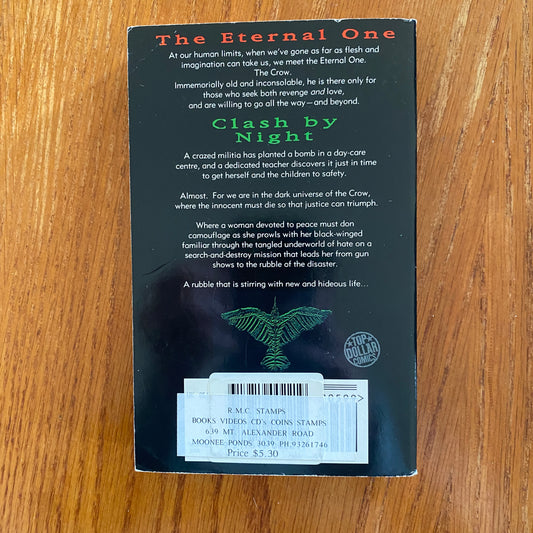 The Eternal One
At our human limits, when we've gone as far as flesh and
imagination can take us, we meet the Eternal One.
The Crow.
Immemorially old and inconsolable, he is there only for
those who seek both revenge and love,
and are willing to go all the way — and beyond.
Clash by
Night
A crazed militia has planted a bomb in a day-care
centre, and a dedicated teacher discovers it just in time
to get herself and the children to safety.
Almost. For we are in the dark universe of the Crow,
where the innocent must die so that justice can triumph.
Where a woman devoted to peace must don
camouflage as she prowls with her black-winged
familiar through the tangled underworld of hate on a
search-and-destroy mission that leads her from gun
shows to the rubble of the disaster.
A rubble that is stirring with new and hideous life...
TOP
DOLLAR
COMICS
R.M.C. STAMPS
BOOKS VIDEOS CD's COINS STAMPS
639 MT. ALEXANDER ROAD
MOONEE PONDS 3039 PH.93261746
Price $5.30